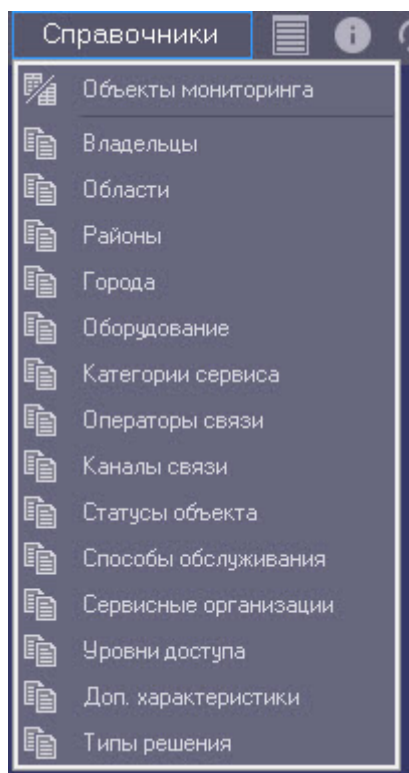 Справочники
Объекты мониторинга
Владельцы
Области
Районы
Города
Оборудование
Категории сервиса
Операторы связи
Каналы связи
Статусы объекта
Способы обслуживания
Сервисные организации
Уровни доступа
Доп. характеристики
Типы решения